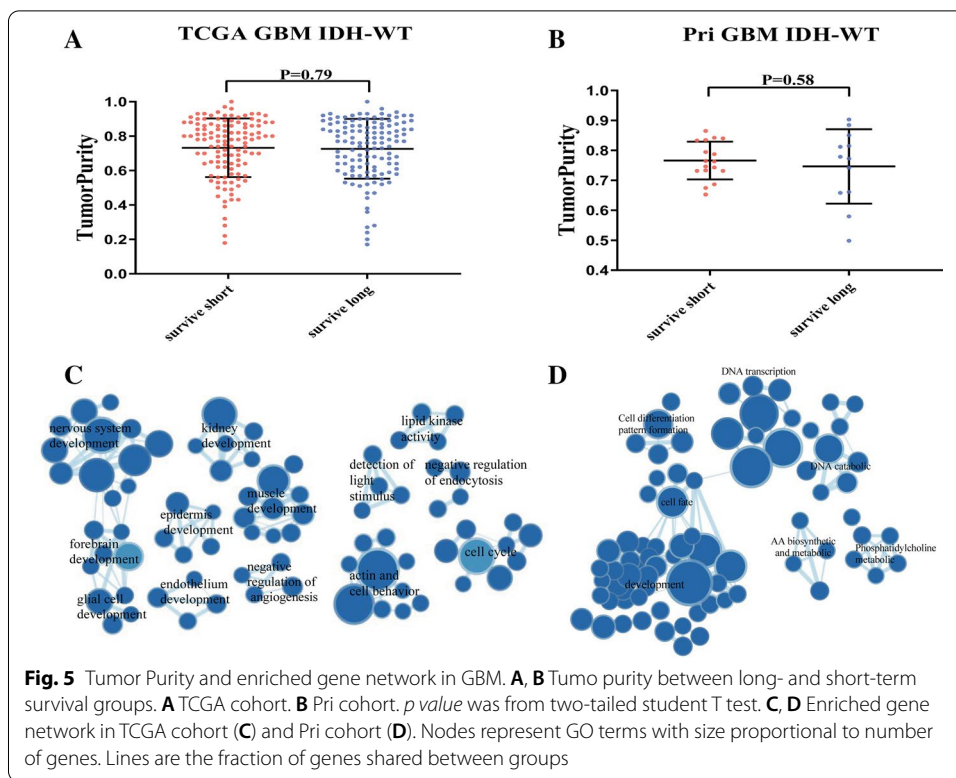 A
TCGA GBM IDH-WT
P=0.79
TumorPurity
1.0
0.8
0.6
0.4
0.2
0.0
survive short
survive long
B
Pri GBM IDH-WT
P=0.58
TumorPurity
1.0
0.9
0.8
0.7
0.6
0.5
0.4
survive short
survive long
C
nervous system
development
kidney
development
lipid kinase
activity
detection of
light
stimulus
negative regulation
of endocytosis
muscle
development
epidermis
development
forebrain
development
cell cycle
endothelium
development
negative
regulation of
angiogenesis
actin and
cell behavior
glial cell
development
D
DNA transcription
Cell differentiation
pattern formation
DNA catabolic
cell fate
AA biosynthetic
and metabolic
Phosphatidylcholine
metabolic
development
Fig. 5 Tumor Purity and enriched gene network in GBM. A, B Tumo purity between long- and short-term
survival groups. A TCGA cohort. B Pri cohort. p value was from two-tailed student T test. C, D Enriched gene
network in TCGA cohort (C) and Pri cohort (D). Nodes represent GO terms with size proportional to number
of genes. Lines are the fraction of genes shared between groups